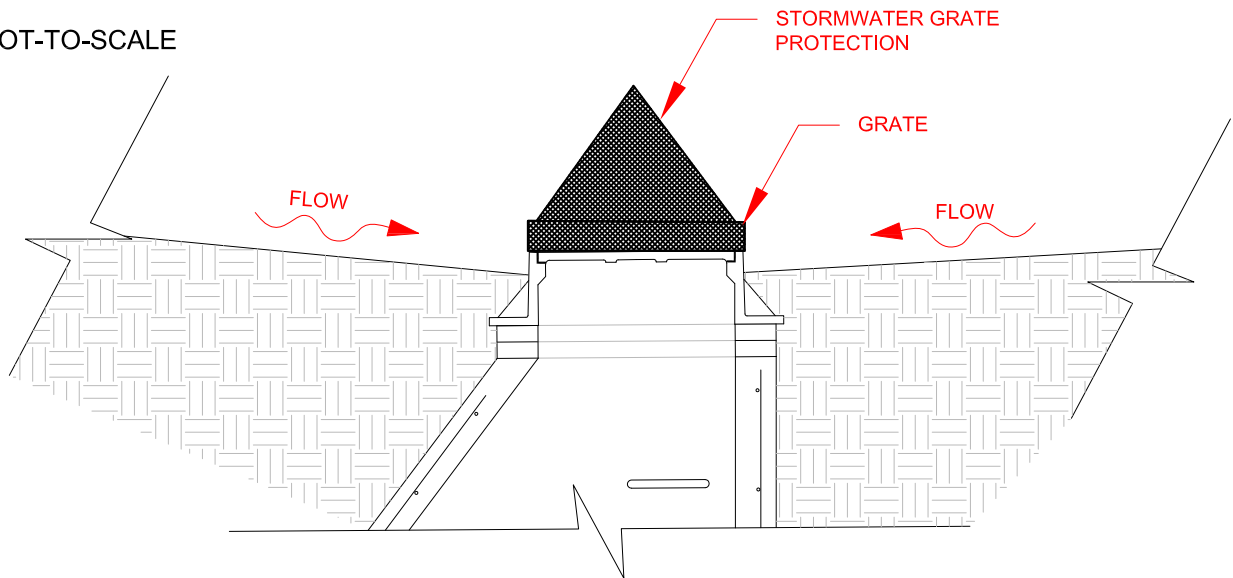 OT-TO-SCALE
STORMWATER GRATE
PROTECTION
GRATE
FLOW
FLOW